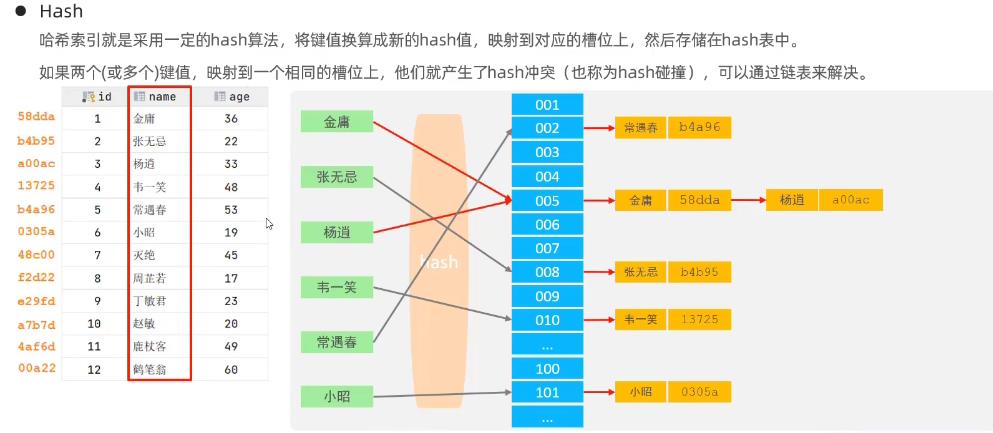 Hash
哈希索引就是采用一定的hash算法，将键值换算成新的hash值，映射到对应的槽位上，然后存储在hash表中。
如果两个(或多个)键值，映射到一个相同的槽位上，他们就产生了hash冲突（也称为hash碰撞），可以通过链表来解决。
id name age
58dda 1 金庸 36
b4b95 2 张无忌 22
a00ac 3 杨逍 33
13725 4 韦一笑 48
b4a96 5 常遇春 53
0305a 6 小昭 19
48c00 7 灭绝 45
f2d22 8 周芷若 17
e29fd 9 丁敏君 23
a7b7d 10 赵敏 20
4af6d 11 鹿杖客 49
00a22 12 鹤笔翁 60
金庸
张无忌
杨逍
韦一笑
常遇春
小昭
hash
001
002 常遇春 b4a96
003
004
005 金庸 58dda 杨逍 a00ac
006
007
008 张无忌 b4b95
009
010 韦一笑 13725
...
100
101 小昭 0305a
...